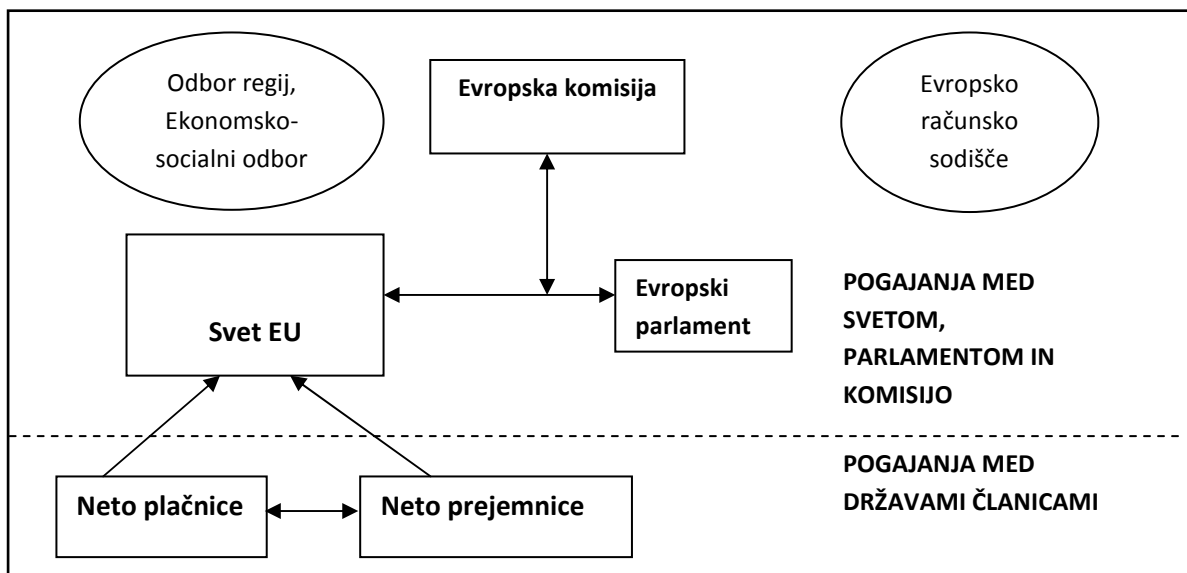 Odbor regij,
Ekonomsko-
socialni odbor
Evropska komisija
Evropsko
računsko
sodišče
Svet EU
Evropski
parlament
POGAJANJA MED
SVETOM,
PARLAMENTOM IN
KOMISIJO
Neto plačnice
Neto prejemnice
POGAJANJA MED
DRŽAVAMI ČLANICAMI